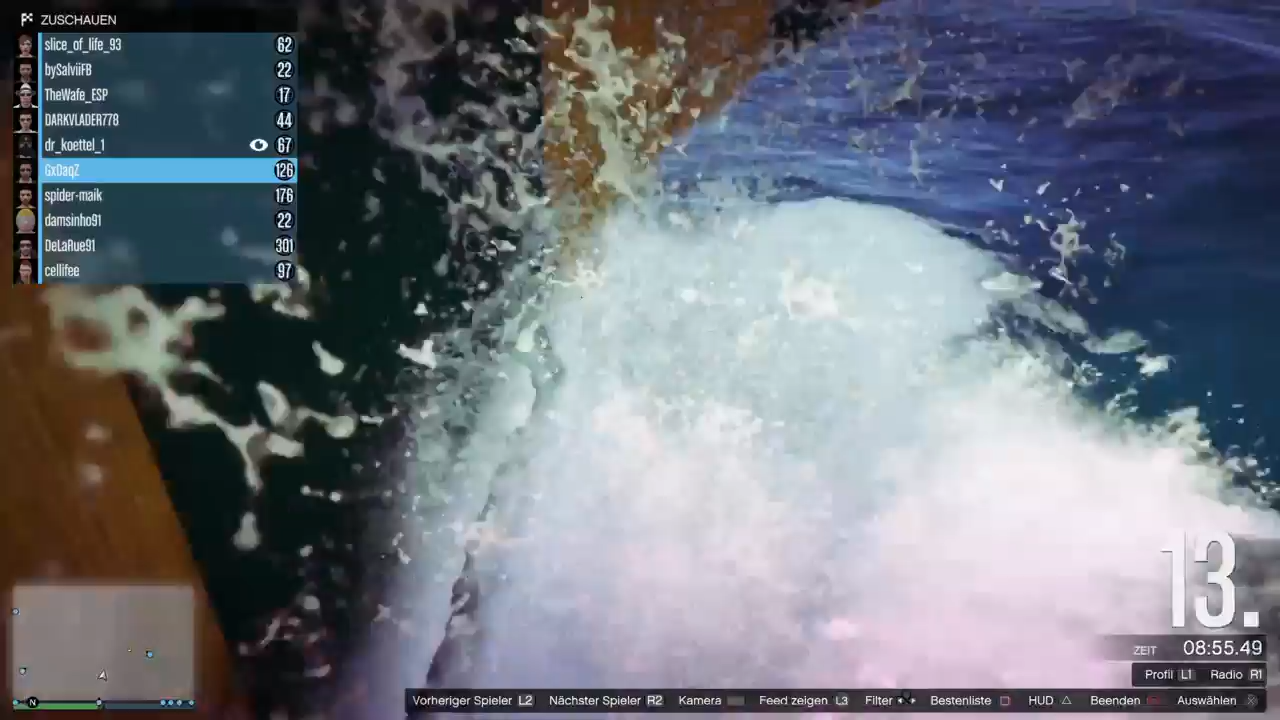 ZUSCHAUEN
slice_of_life_93 62
bySalviiFB 22
TheWafe_ESP 17
DARKVLADER778 44
dr_koettel_1 67
GxDaqZ 126
spider-maik 176
damsinho91 22
DeLaRue91 301
cellifee 97
13.
ZEIT 08:55.49
Profil L1 Radio R1
N
Vorheriger Spieler L2 Nächster Spieler R2 Kamera Feed zeigen L3 Filter Bestenliste HUD Beenden Auswählen